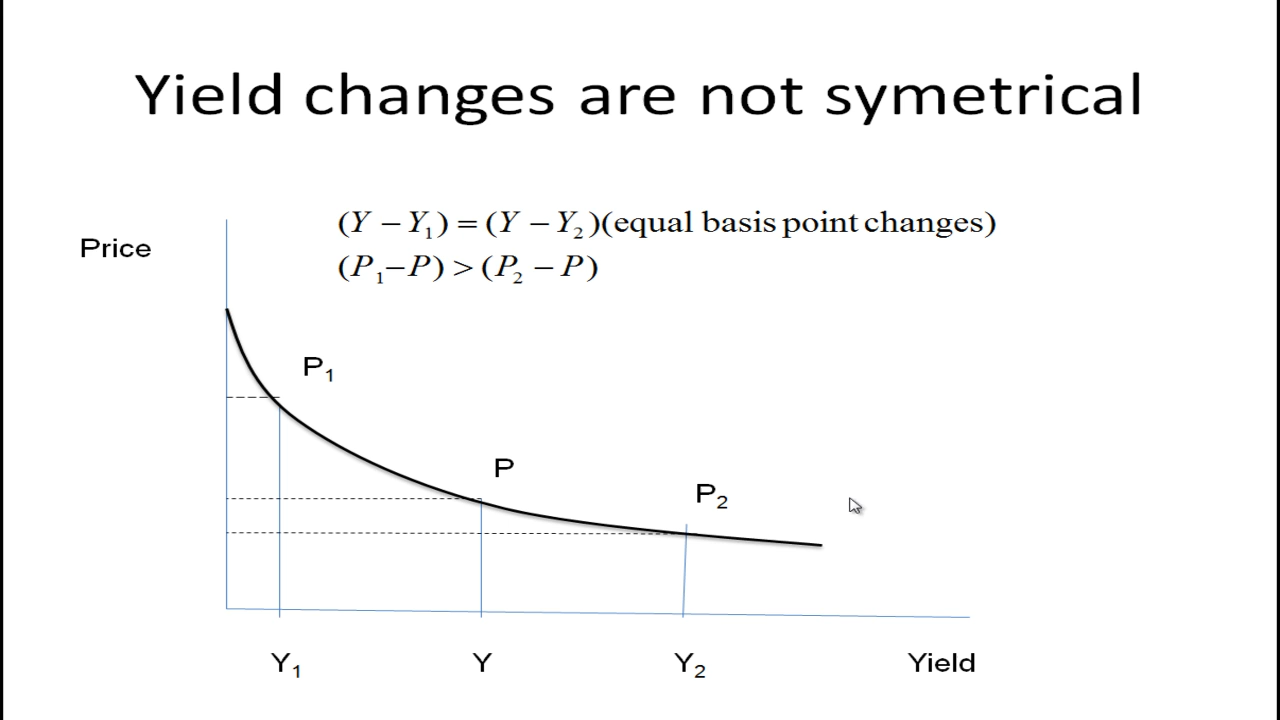 Yield changes are not symetrical
(Y − Y₁) = (Y − Y₂)(equal basis point changes)
(P₁− P) > (P₂ − P)
Price
P₁
P
P₂
Y₁ Y Y₂ Yield